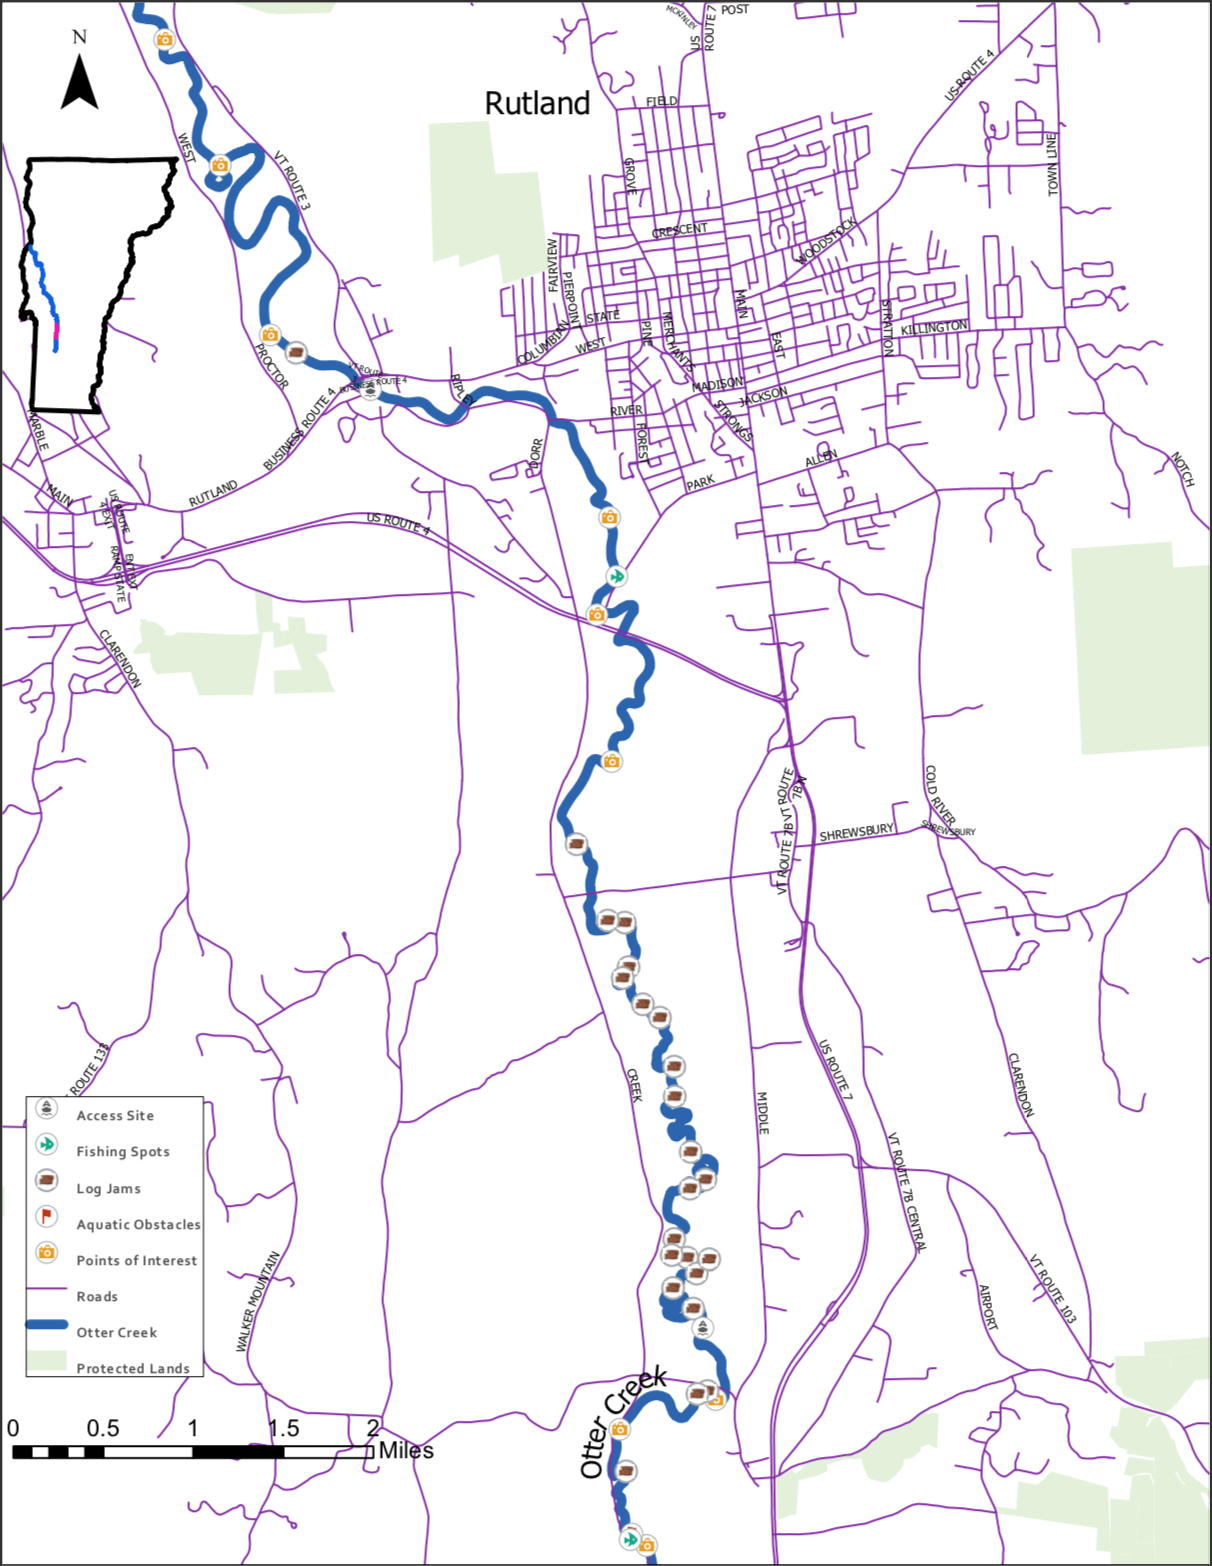 MCKINLEY
US ROUTE 7
POST
N
US ROUTE 4
Rutland
FIELD
WEST
VT ROUTE 3
GROVE
TOWN LINE
CRESCENT
WOODSTOCK
FAIRVIEW
PIERPOINT
STATE
COLUMBIAN
WEST
PINE
MERCHANTS
MAIN
EAST
STRATTON
KILLINGTON
PROCTOR
VT ROUTE
BUSINESS ROUTE 4
RIPLEY
MADISON
JACKSON
RIVER
STRONGS
FOREST
MARBLE
BUSINESS ROUTE 4
DORR
ALLEN
NOTCH
PARK
MAIN
RUTLAND
US ROUTE
4 EXIT
US ROUTE 4
RAMP STATE
ENT EXT
CLARENDON
COLD RIVER
VT ROUTE 7B
VT ROUTE
7B N
SHREWSBURY
SHREWSBURY
ROUTE 133
CREEK
MIDDLE
US ROUTE 7
CLARENDON
VT ROUTE 7B CENTRAL
Access Site
Fishing Spots
Log Jams
Aquatic Obstacles
Points of Interest
Roads
Otter Creek
Protected Lands
WALKER MOUNTAIN
AIRPORT
VT ROUTE 103
Otter Creek
0 0.5 1 1.5 2
Miles